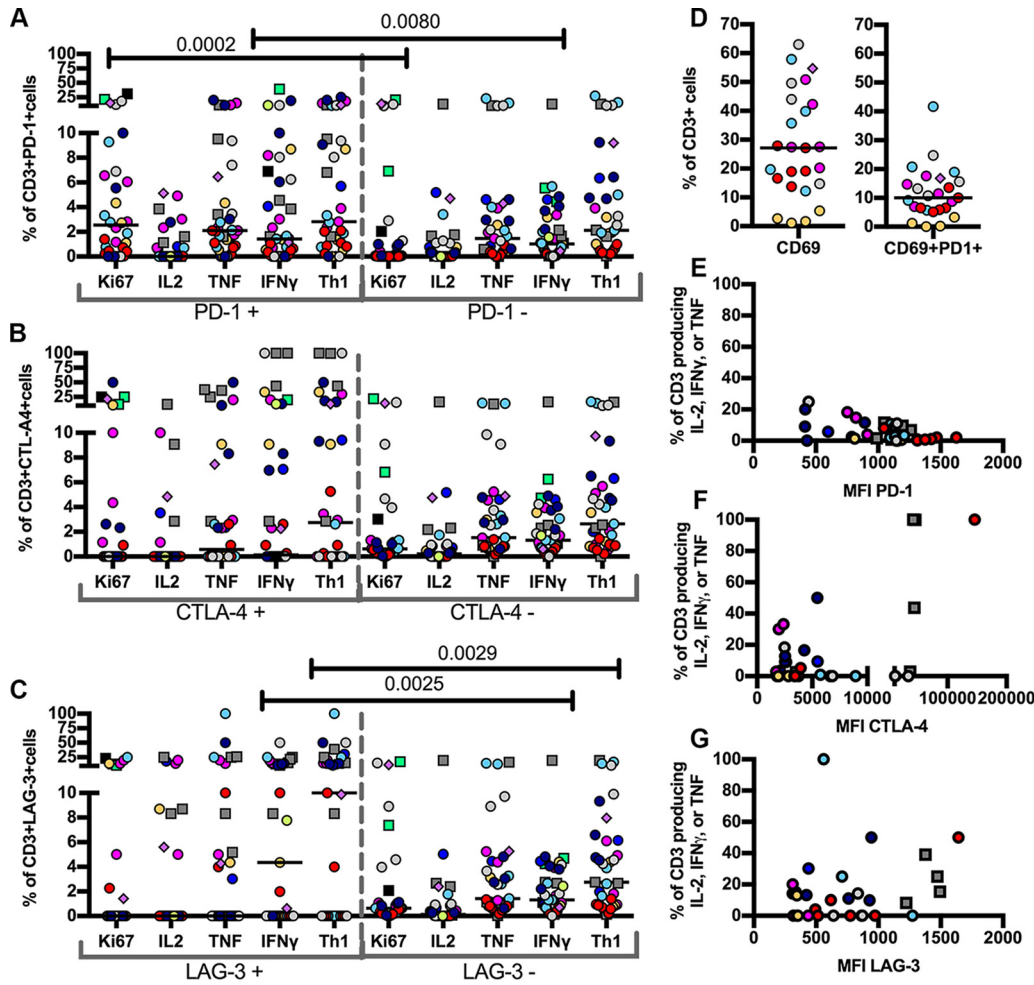 A
0.0080
0.0002
% of CD3+PD-1+cells
100
75
50
25
10
8
6
4
2
0
Ki67 IL2 TNF IFNγ Th1 Ki67 IL2 TNF IFNγ Th1
PD-1 + PD-1 -
B
% of CD3+CTL-A4+cells
100
75
50
25
10
8
6
4
2
0
Ki67 IL2 TNF IFNγ Th1 Ki67 IL2 TNF IFNγ Th1
CTLA-4 + CTLA-4 -
0.0029
0.0025
C
% of CD3+LAG-3+cells
100
75
50
25
10
8
6
4
2
0
Ki67 IL2 TNF IFNγ Th1 Ki67 IL2 TNF IFNγ Th1
LAG-3 + LAG-3 -
D
% of CD3+ cells
70 70
60 60
50 50
40 40
30 30
20 20
10 10
0 0
CD69 CD69+PD1+
E
% of CD3 producing
IL-2, IFNγ, or TNF
100
80
60
40
20
0
0 500 1000 1500 2000
MFI PD-1
F
% of CD3 producing
IL-2, IFNγ, or TNF
100
80
60
40
20
0
0 5000 10000 100000 200000
MFI CTLA-4
G
% of CD3 producing
IL-2, IFNγ, or TNF
100
80
60
40
20
0
0 500 1000 1500 2000
MFI LAG-3